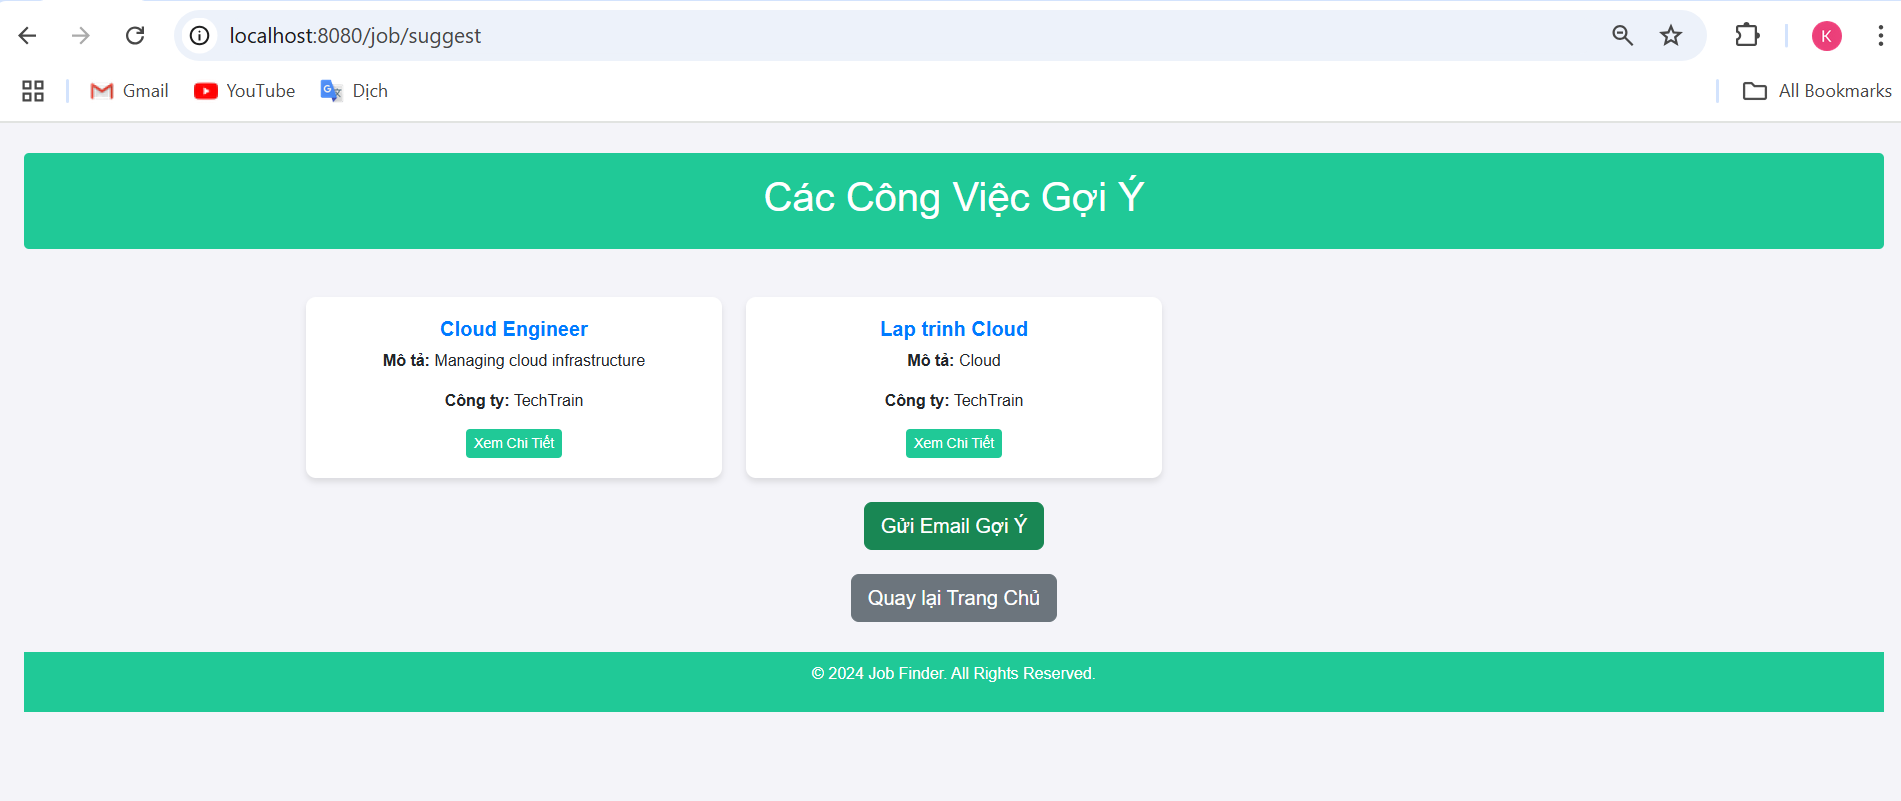 localhost:8080/job/suggest
K
Gmail YouTube Dịch All Bookmarks
Các Công Việc Gợi Ý
Cloud Engineer
Mô tả: Managing cloud infrastructure
Công ty: TechTrain
Xem Chi Tiết
Lap trinh Cloud
Mô tả: Cloud
Công ty: TechTrain
Xem Chi Tiết
Gửi Email Gợi Ý
Quay lại Trang Chủ
© 2024 Job Finder. All Rights Reserved.